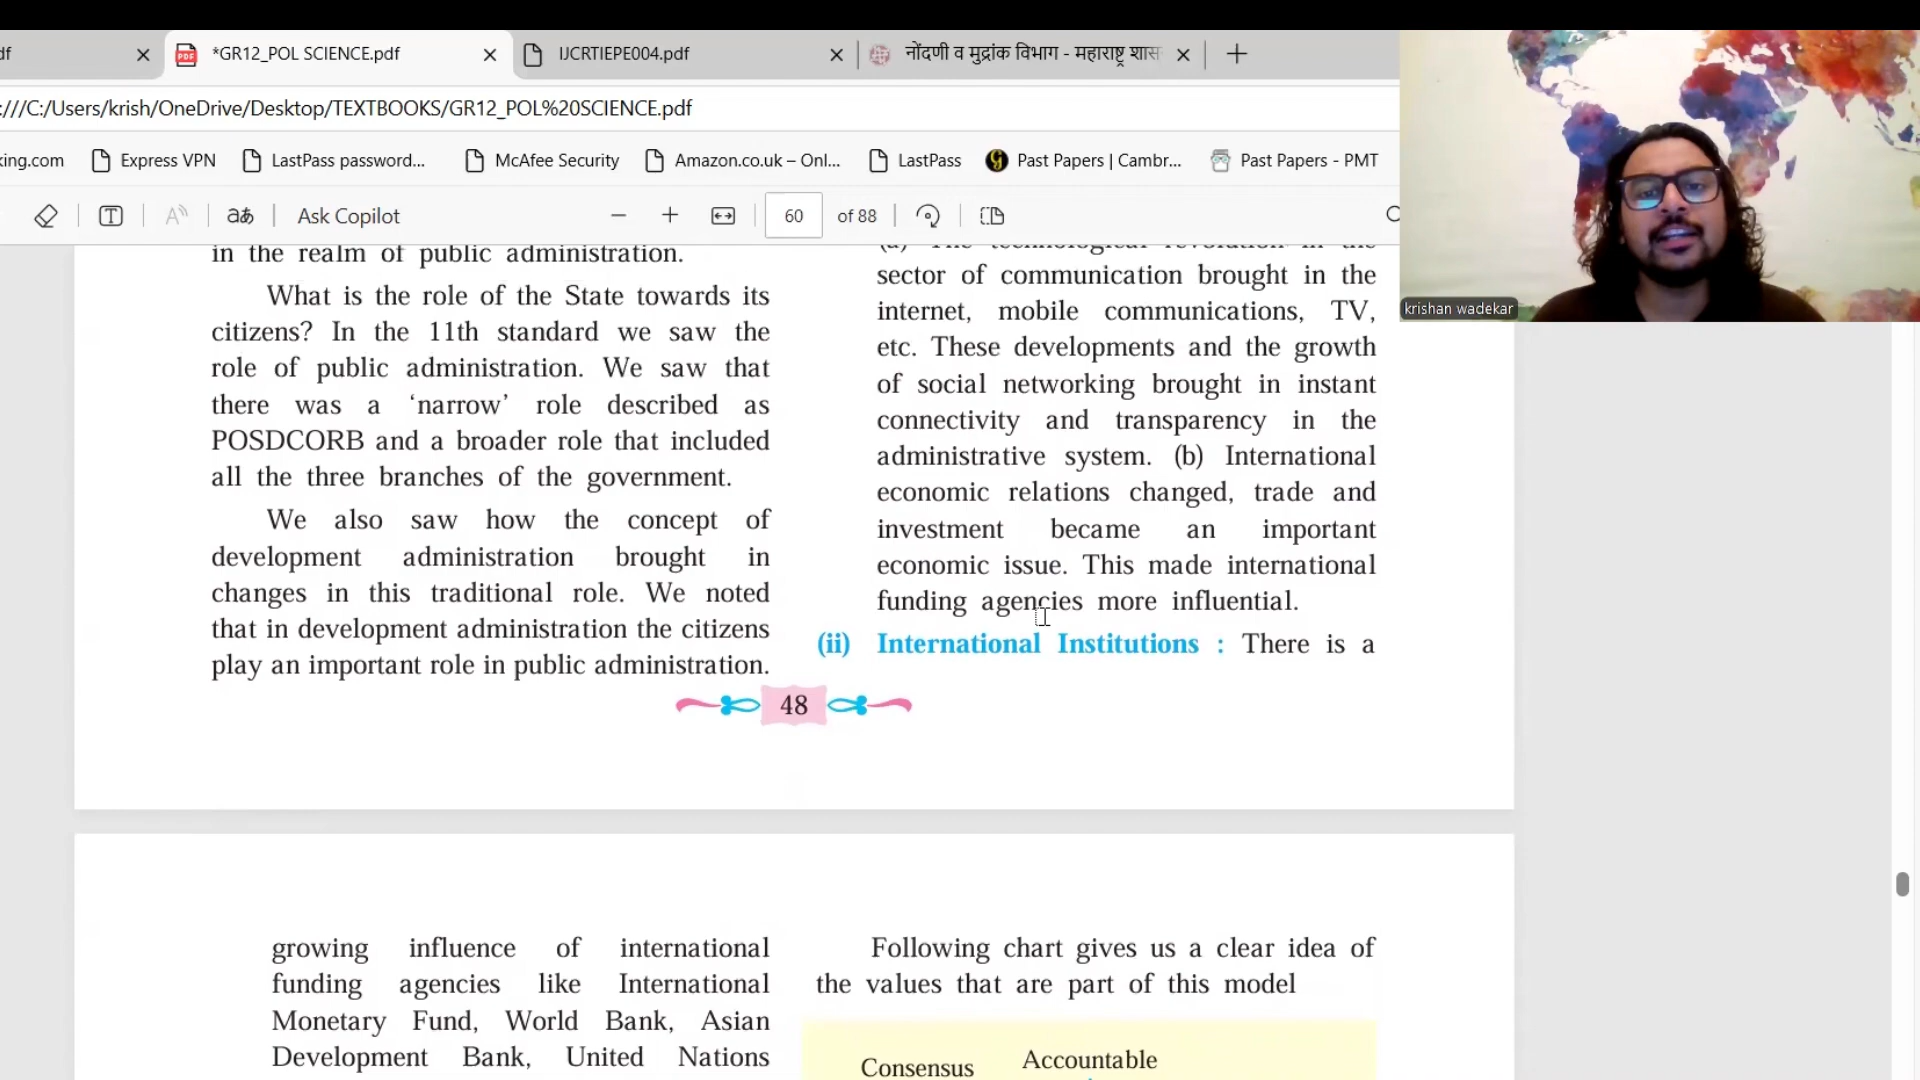 df
*GR12_POL SCIENCE.pdf
IJCRTIEPE004.pdf
नोंदणी व मुद्रांक विभाग - महाराष्ट्र शास
:///C:/Users/krish/OneDrive/Desktop/TEXTBOOKS/GR12_POL%20SCIENCE.pdf
king.com
Express VPN
LastPass password...
McAfee Security
Amazon.co.uk – Onl...
LastPass
Past Papers | Cambr...
Past Papers - PMT
aあ
Ask Copilot
60
of 88
krishan wadekar
in the realm of public administration.
What is the role of the State towards its
citizens? In the 11th standard we saw the
role of public administration. We saw that
there was a ‘narrow’ role described as
POSDCORB and a broader role that included
all the three branches of the government.
We also saw how the concept of
development administration brought in
changes in this traditional role. We noted
that in development administration the citizens
play an important role in public administration.
(a) The technological revolution in the
sector of communication brought in the
internet, mobile communications, TV,
etc. These developments and the growth
of social networking brought in instant
connectivity and transparency in the
administrative system. (b) International
economic relations changed, trade and
investment became an important
economic issue. This made international
funding agencies more influential.
(ii) International Institutions : There is a
48
growing influence of international
funding agencies like International
Monetary Fund, World Bank, Asian
Development Bank, United Nations
Following chart gives us a clear idea of
the values that are part of this model
Consensus
Accountable